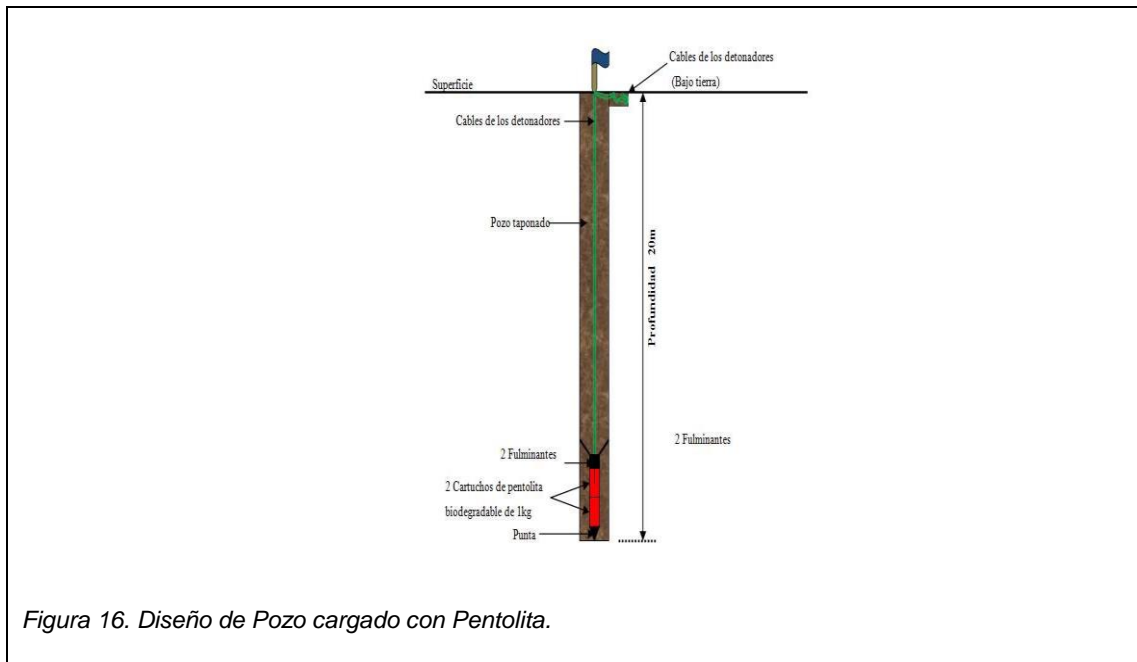 Cables de los detonadores
(Bajo tierra)
Superficie
Cables de los detonadores
Pozo taponado
Profundidad 20m
2 Fulminantes
2 Fulminantes
2 Cartuchos de pentolita
biodegradable de 1kg
Punta
Figura 16. Diseño de Pozo cargado con Pentolita.